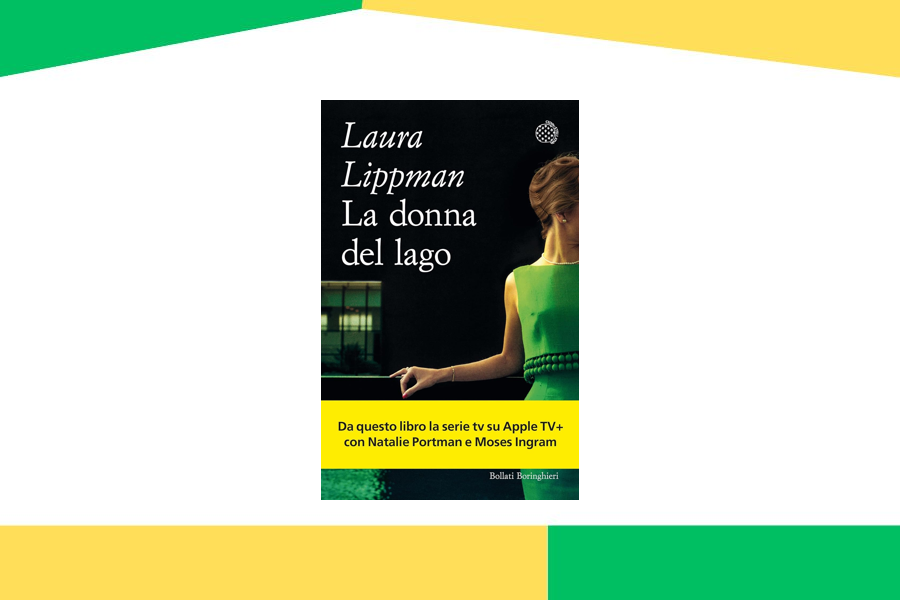 Laura
Lippman
La donna
del lago
Da questo libro la serie tv su Apple TV+
con Natalie Portman e Moses Ingram
Bollati Boringhieri